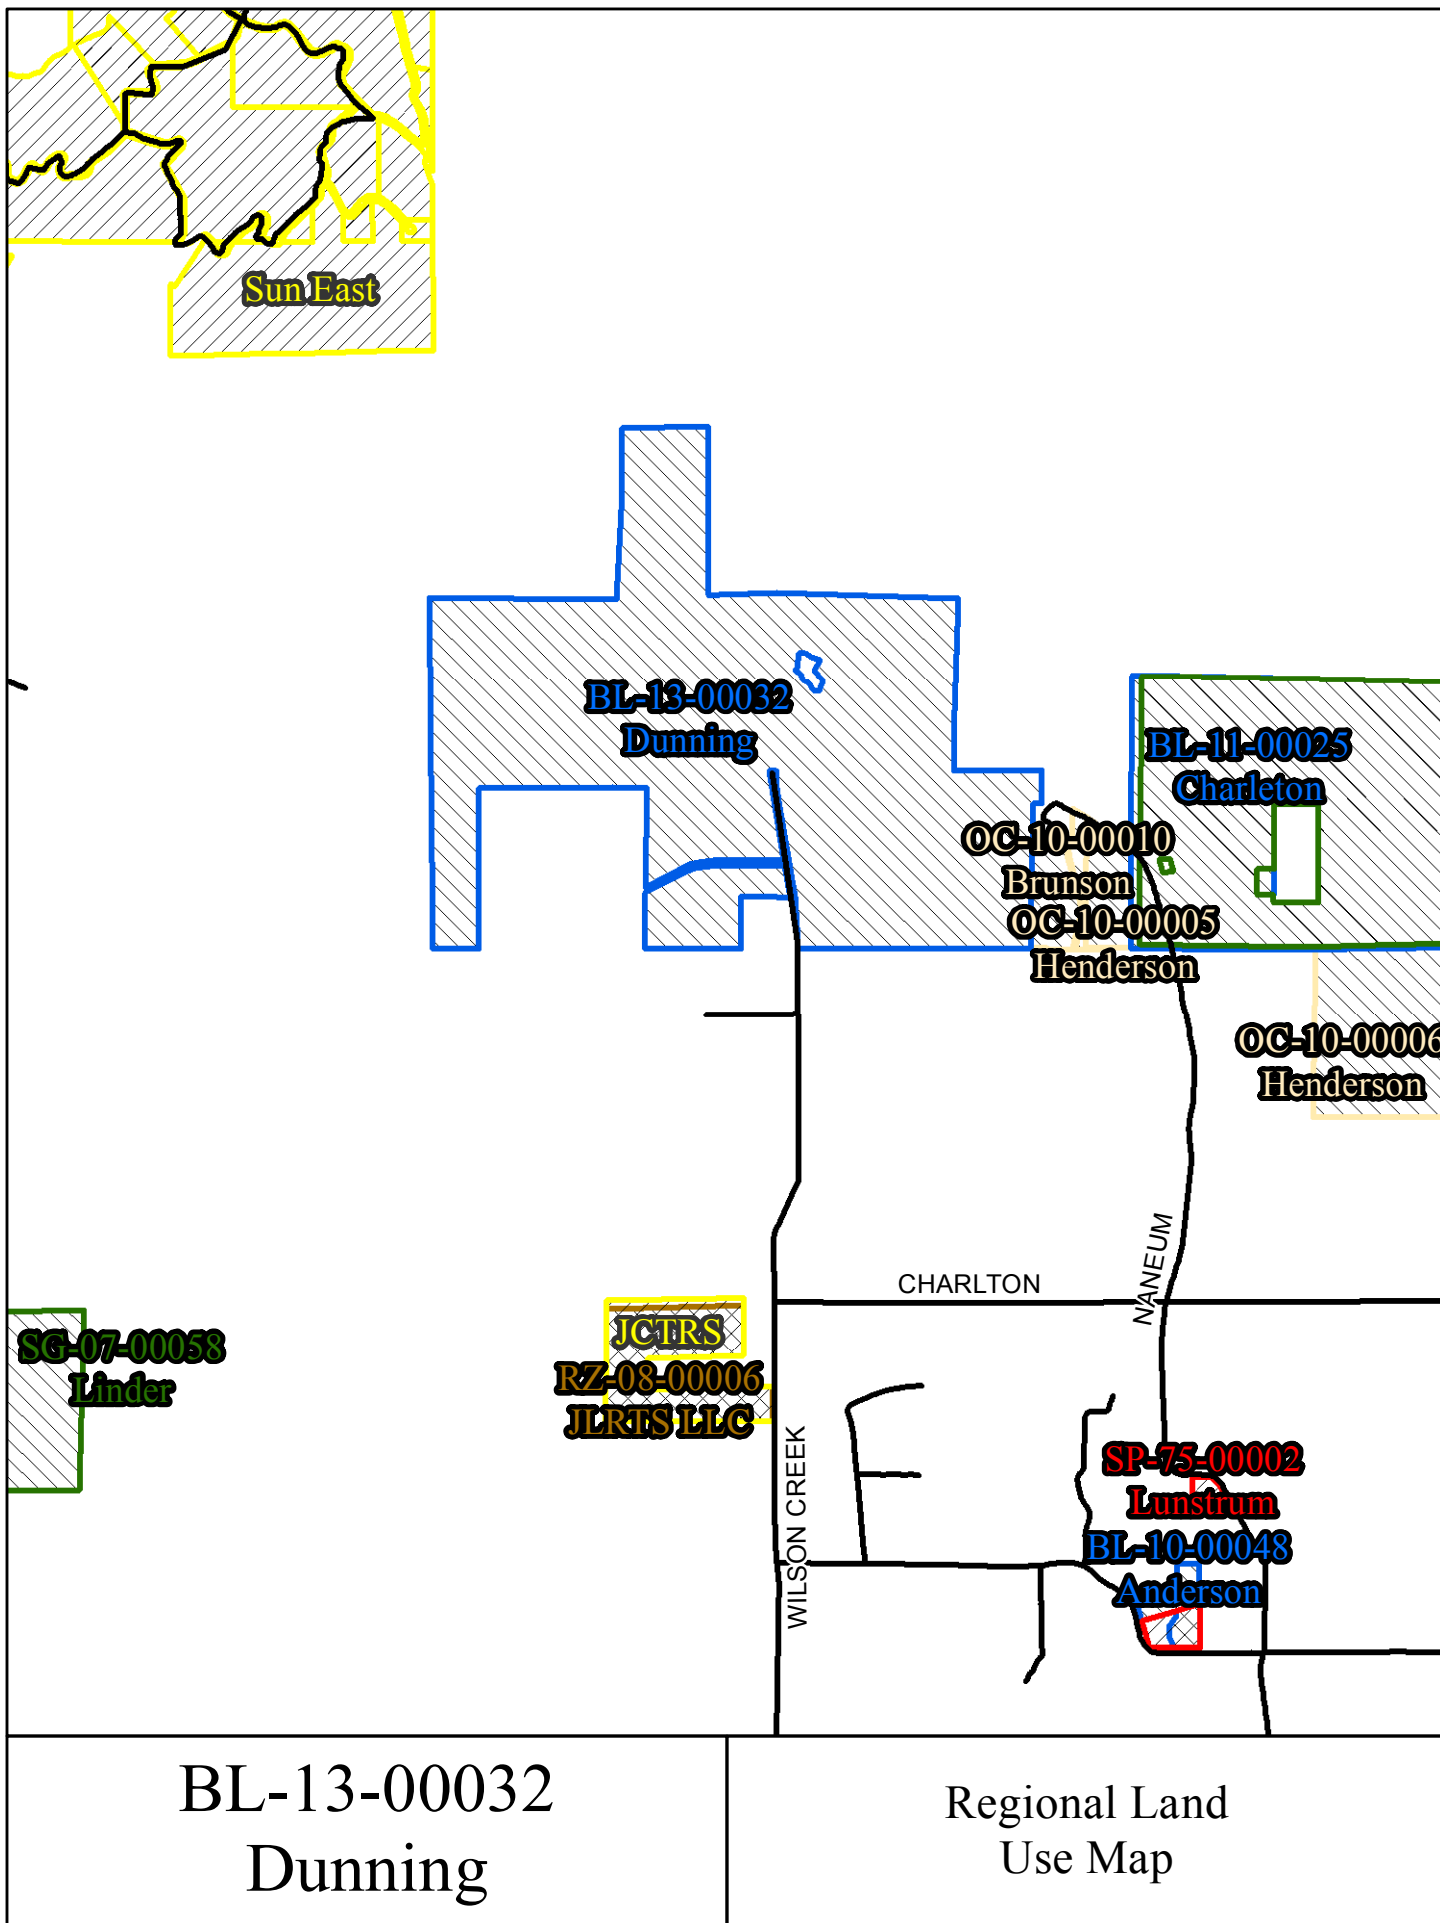 Sun East
BL-13-00032
Dunning
BL-11-00025
Charleton
OC-10-00010
Brunson
OC-10-00005
Henderson
OC-10-00006
Henderson
NANEUM
CHARLTON
SG-07-00058
Linder
JCTRS
RZ-08-00006
JLRTS LLC
WILSON CREEK
SP-75-00002
Lunstrum
BL-10-00048
Anderson
BL-13-00032
Dunning
Regional Land
Use Map